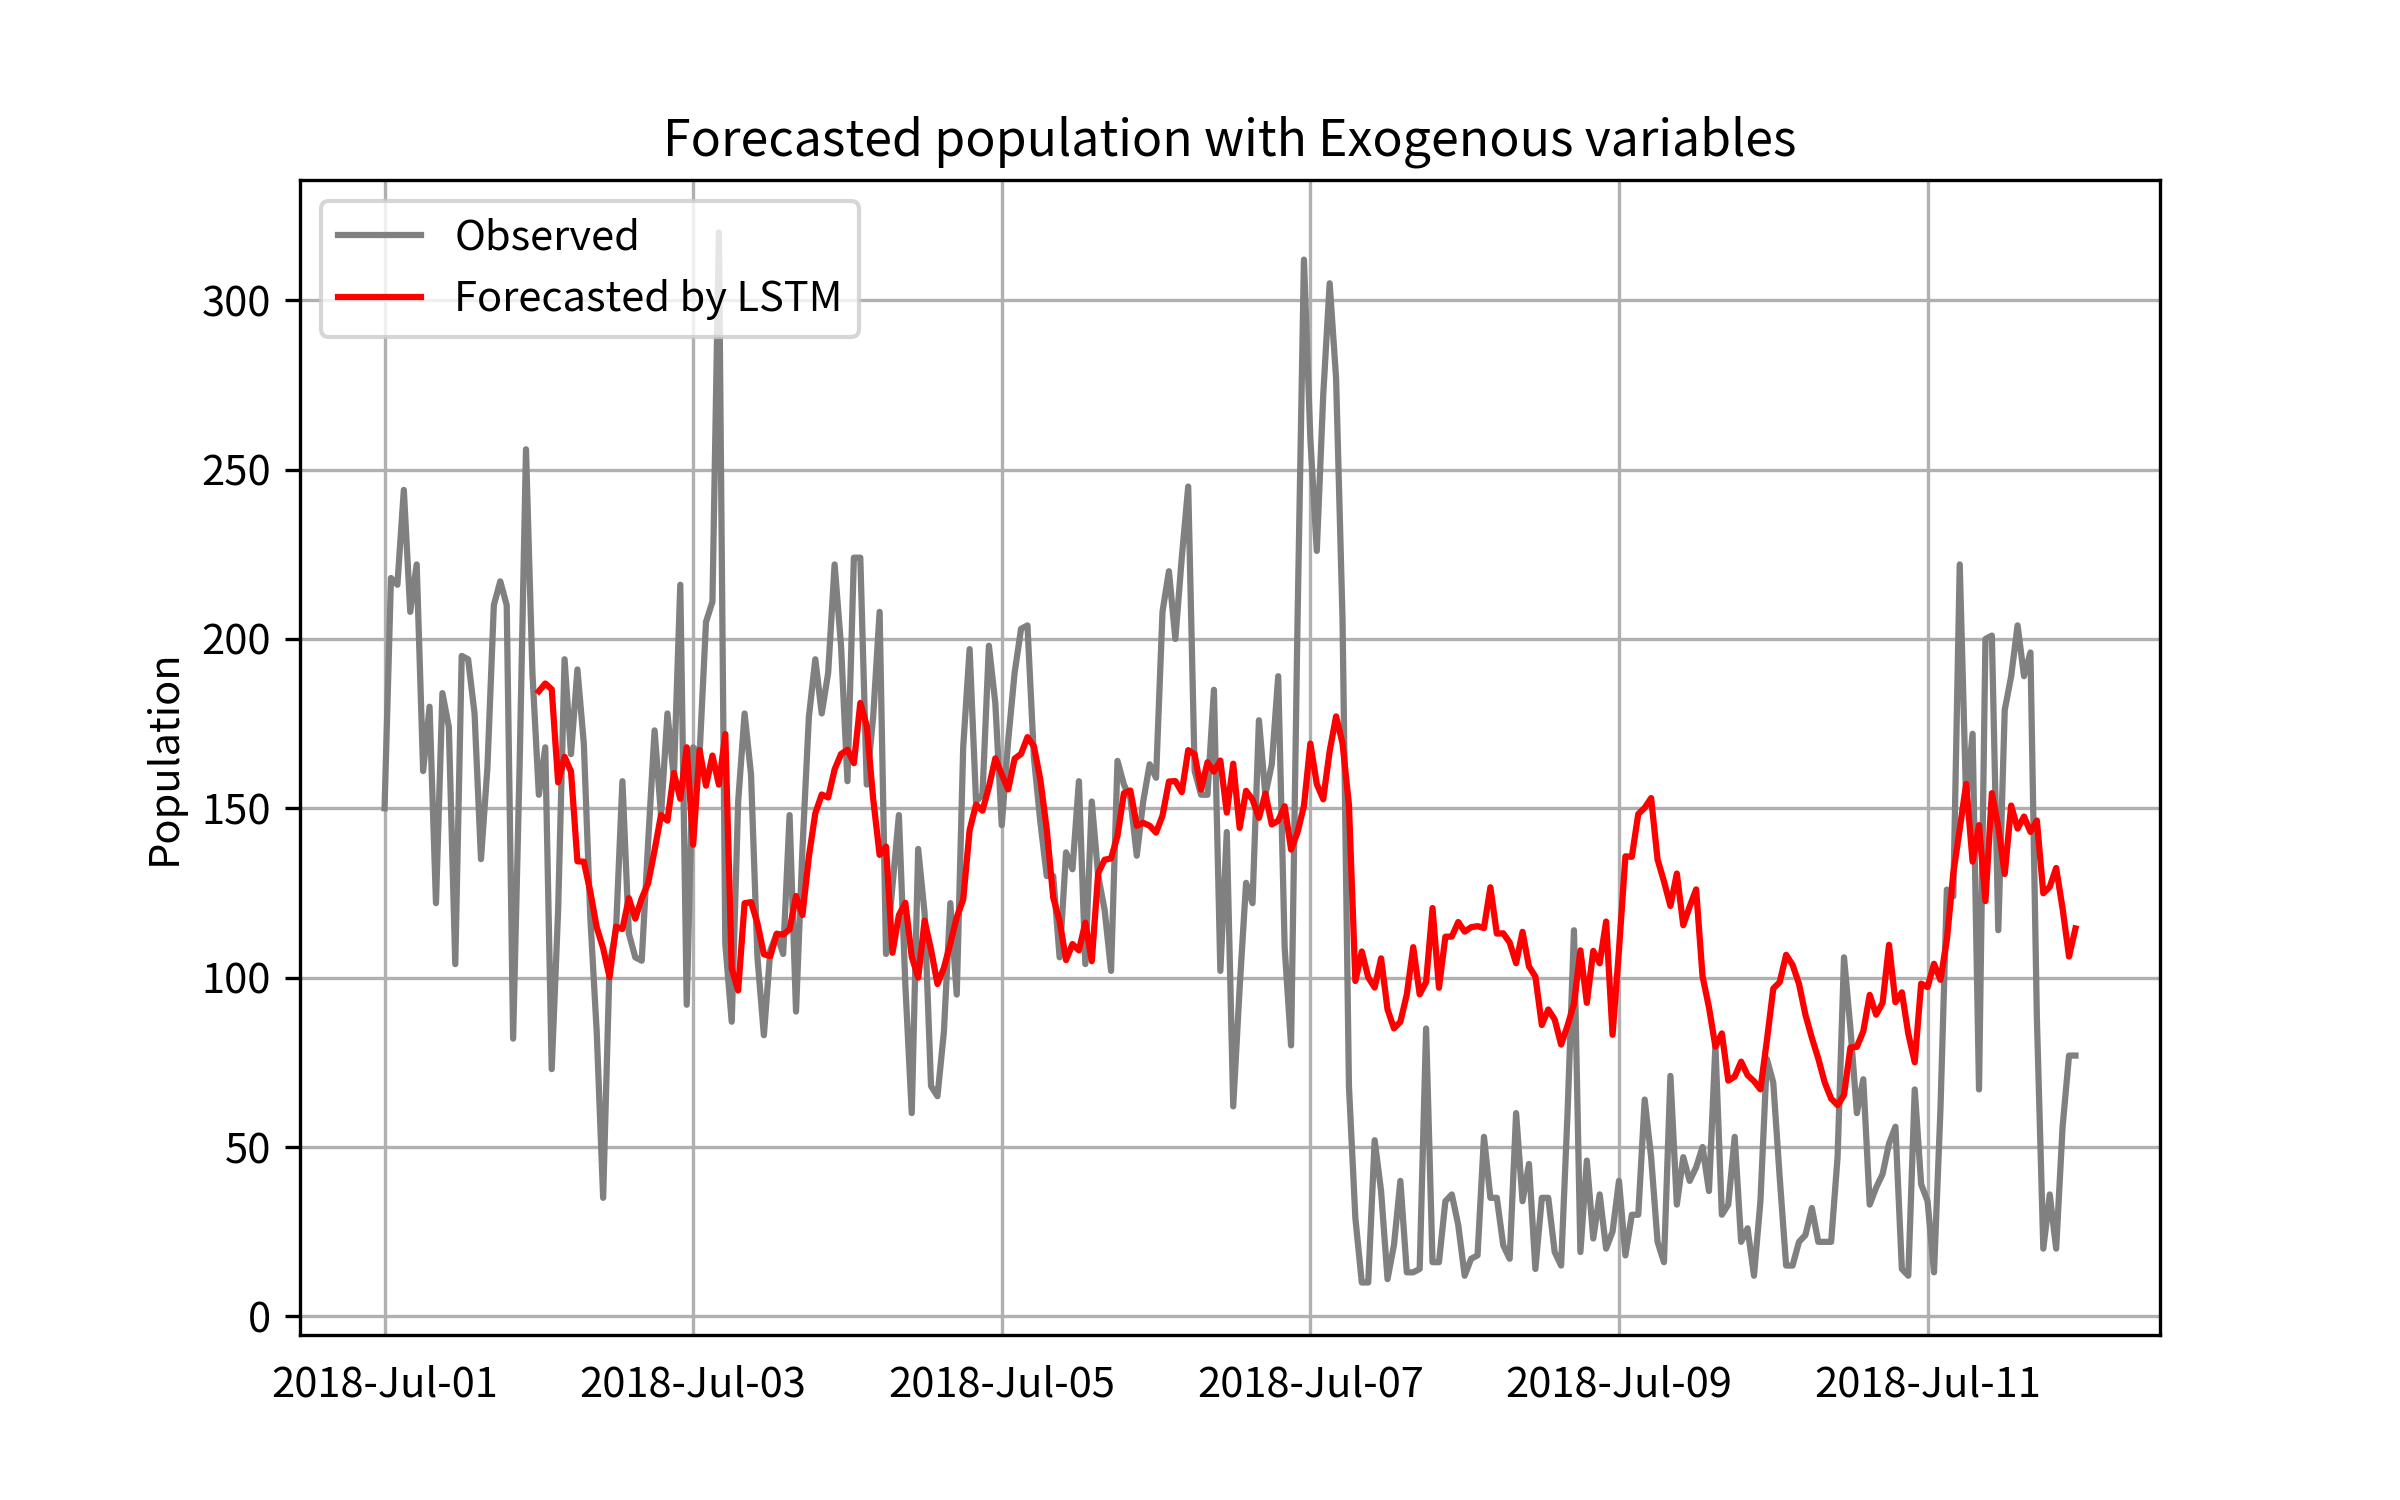 Forecasted population with Exogenous variables
Observed
Forecasted by LSTM
Population
300
250
200
150
100
50
0
2018-Jul-01 2018-Jul-03 2018-Jul-05 2018-Jul-07 2018-Jul-09 2018-Jul-11